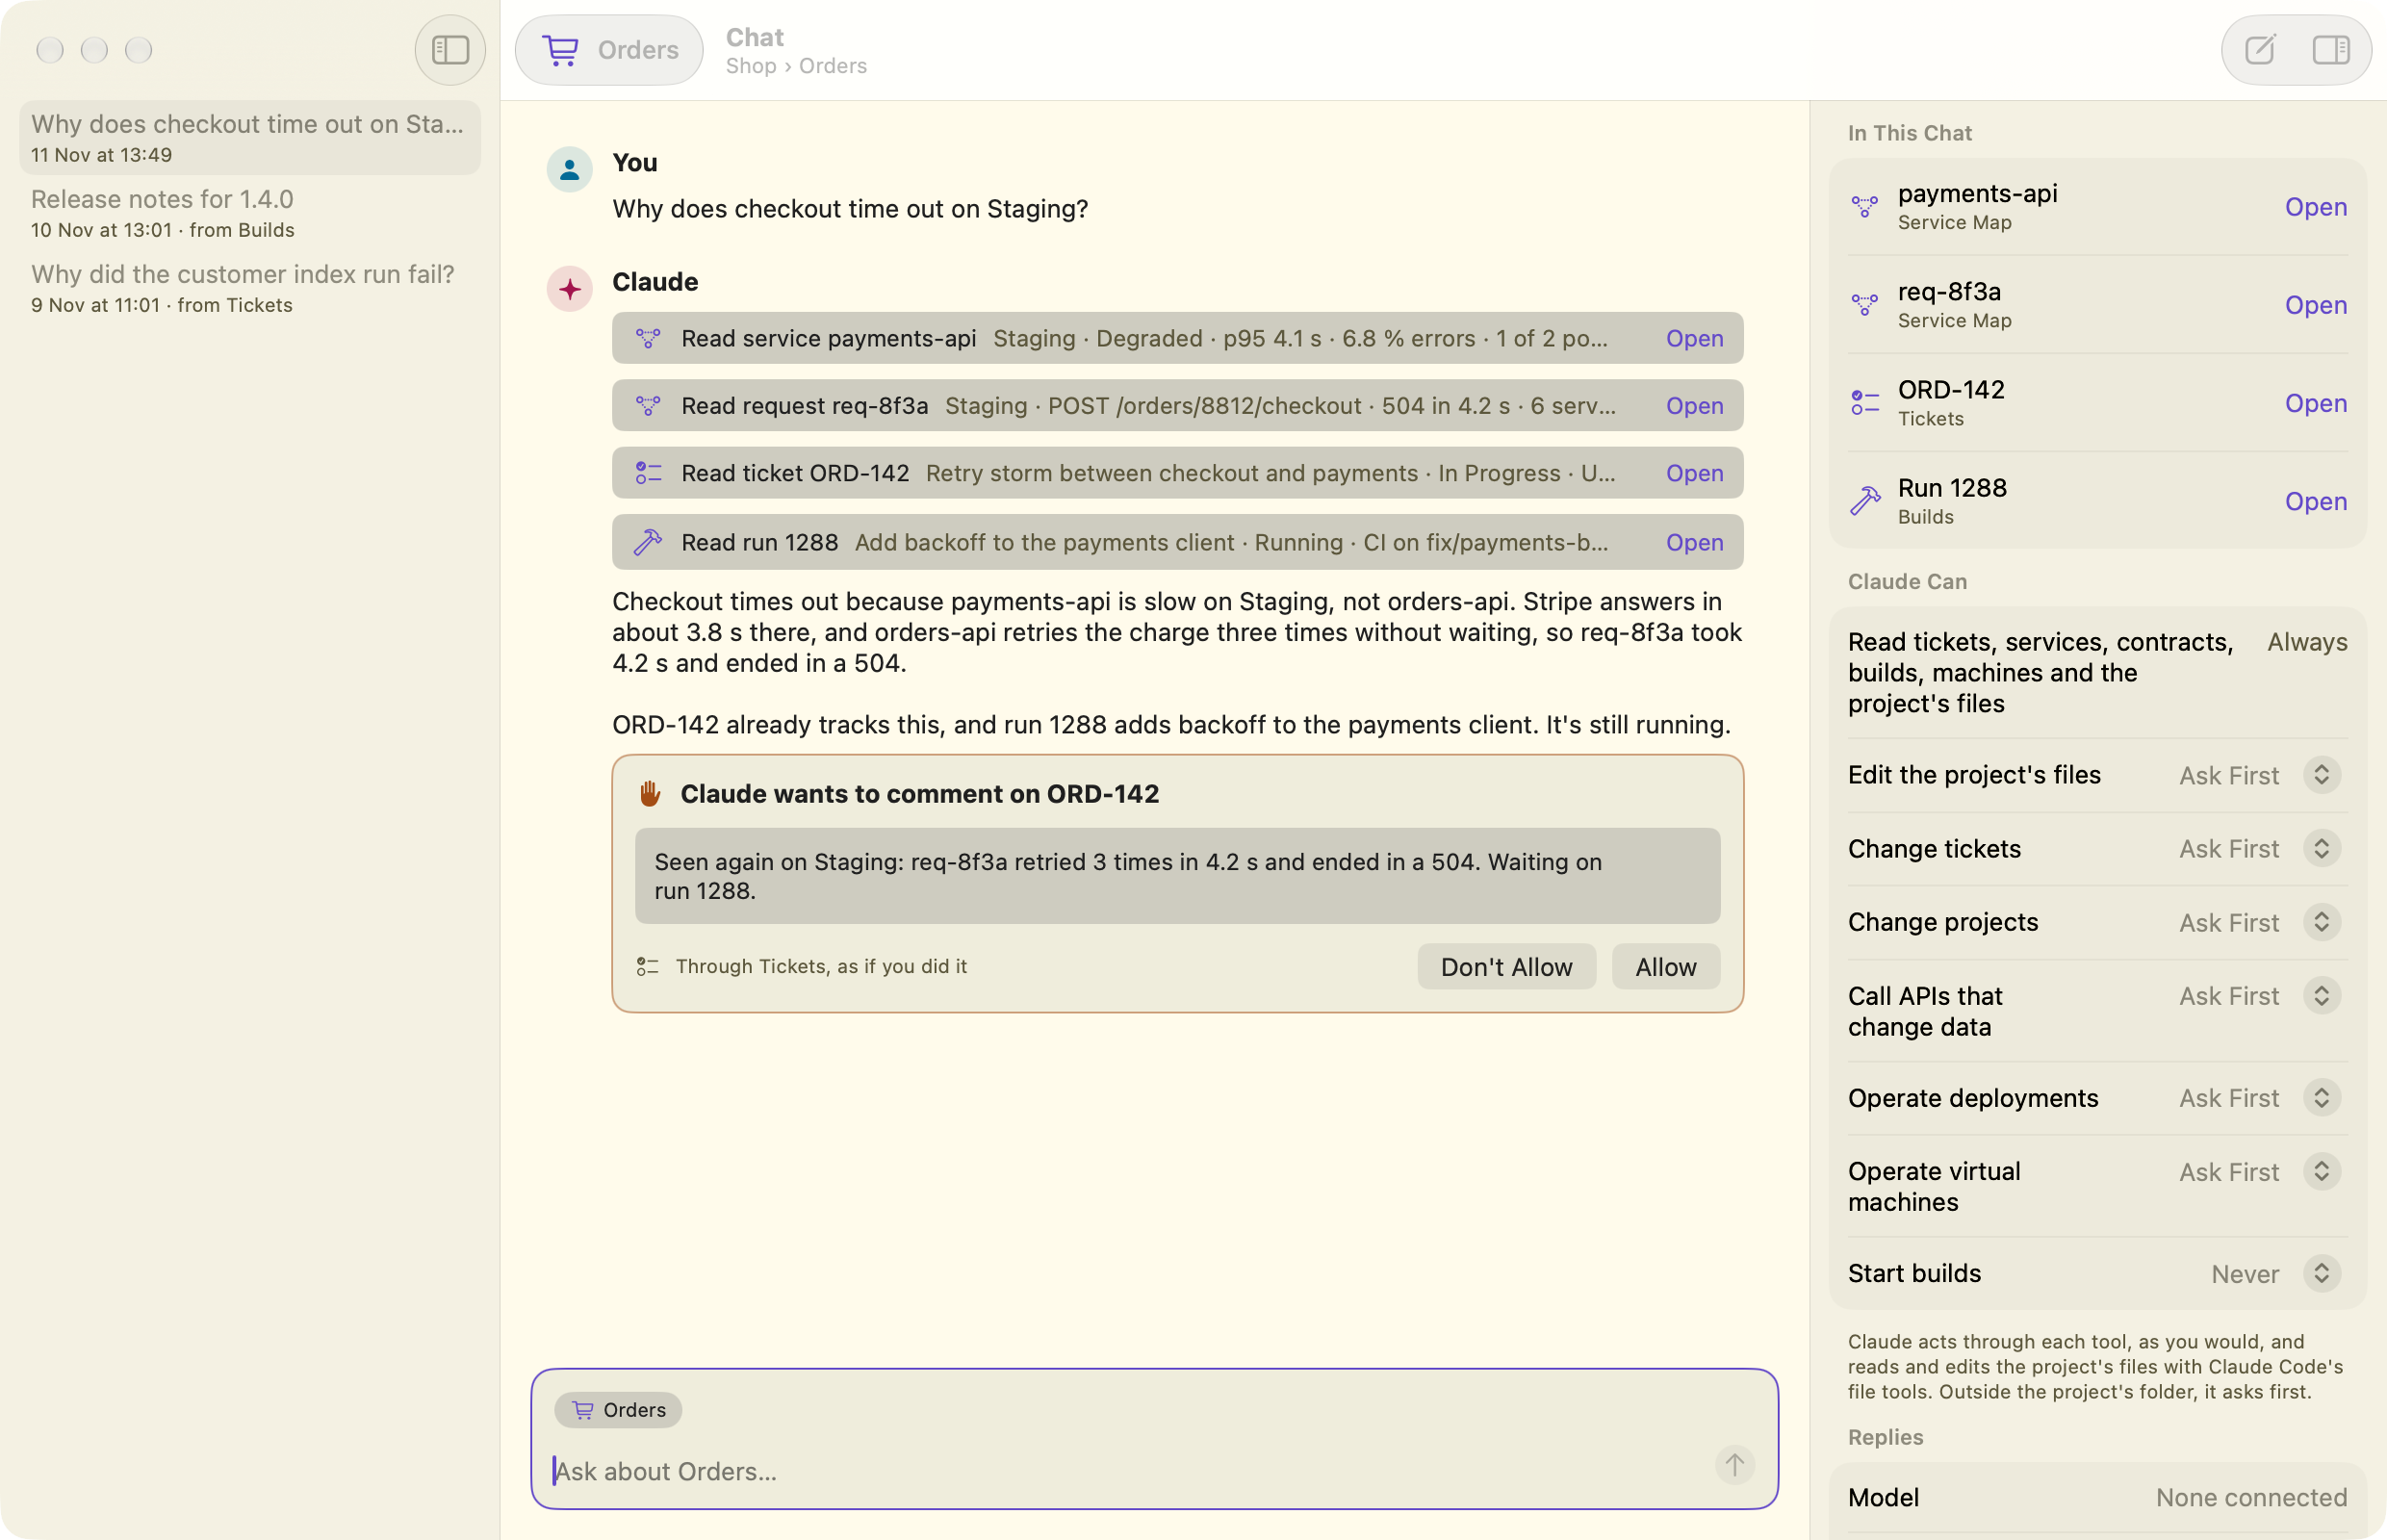 Orders
Chat
Shop › Orders
Why does checkout time out on Sta...
11 Nov at 13:49
Release notes for 1.4.0
10 Nov at 13:01 · from Builds
Why did the customer index run fail?
9 Nov at 11:01 · from Tickets
You
Why does checkout time out on Staging?
Claude
Read service payments-api Staging · Degraded · p95 4.1 s · 6.8 % errors · 1 of 2 po... Open
Read request req-8f3a Staging · POST /orders/8812/checkout · 504 in 4.2 s · 6 serv... Open
Read ticket ORD-142 Retry storm between checkout and payments · In Progress · U... Open
Read run 1288 Add backoff to the payments client · Running · CI on fix/payments-b... Open
Checkout times out because payments-api is slow on Staging, not orders-api. Stripe answers in
about 3.8 s there, and orders-api retries the charge three times without waiting, so req-8f3a took
4.2 s and ended in a 504.
ORD-142 already tracks this, and run 1288 adds backoff to the payments client. It's still running.
Claude wants to comment on ORD-142
Seen again on Staging: req-8f3a retried 3 times in 4.2 s and ended in a 504. Waiting on
run 1288.
Through Tickets, as if you did it
Don't Allow
Allow
Orders
Ask about Orders...
In This Chat
payments-api
Service Map
Open
req-8f3a
Service Map
Open
ORD-142
Tickets
Open
Run 1288
Builds
Open
Claude Can
Read tickets, services, contracts, Always
builds, machines and the
project's files
Edit the project's files Ask First
Change tickets Ask First
Change projects Ask First
Call APIs that Ask First
change data
Operate deployments Ask First
Operate virtual Ask First
machines
Start builds Never
Claude acts through each tool, as you would, and
reads and edits the project's files with Claude Code's
file tools. Outside the project's folder, it asks first.
Replies
Model None connected